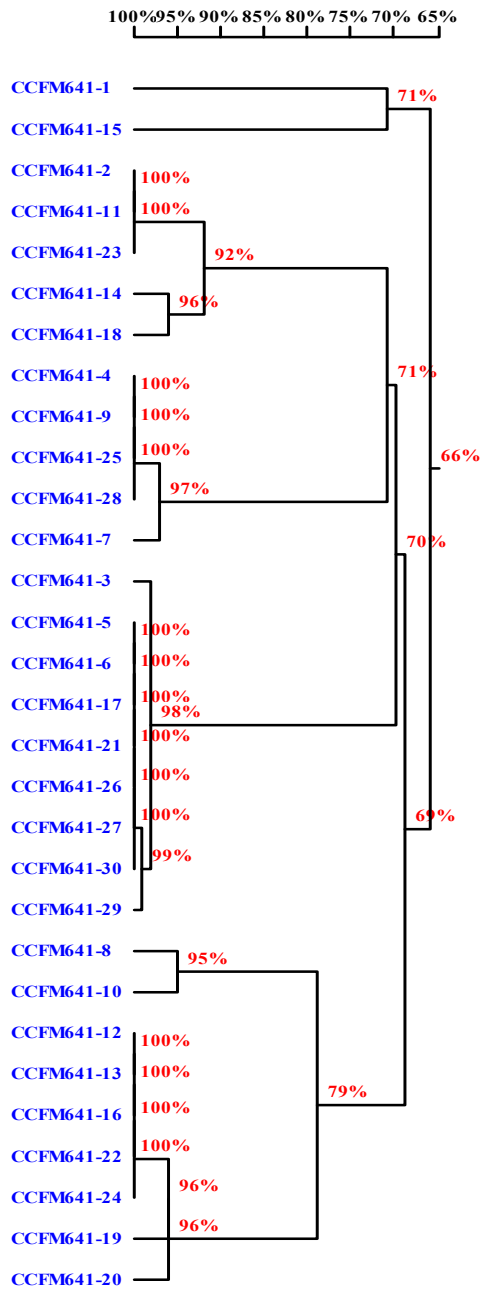 100% 95% 90% 85% 80% 75% 70% 65%
CCFM641-1
71%
CCFM641-15
CCFM641-2
100%
CCFM641-11
100%
CCFM641-23
92%
CCFM641-14
96%
CCFM641-18
CCFM641-4
71%
100%
CCFM641-9
100%
CCFM641-25
100%
66%
CCFM641-28
97%
CCFM641-7
70%
CCFM641-3
CCFM641-5
100%
CCFM641-6
100%
CCFM641-17
100%
98%
CCFM641-21
100%
CCFM641-26
100%
CCFM641-27
100%
69%
CCFM641-30
99%
CCFM641-29
CCFM641-8
95%
CCFM641-10
CCFM641-12
100%
CCFM641-13
100%
79%
CCFM641-16
100%
CCFM641-22
100%
CCFM641-24
96%
CCFM641-19
96%
CCFM641-20